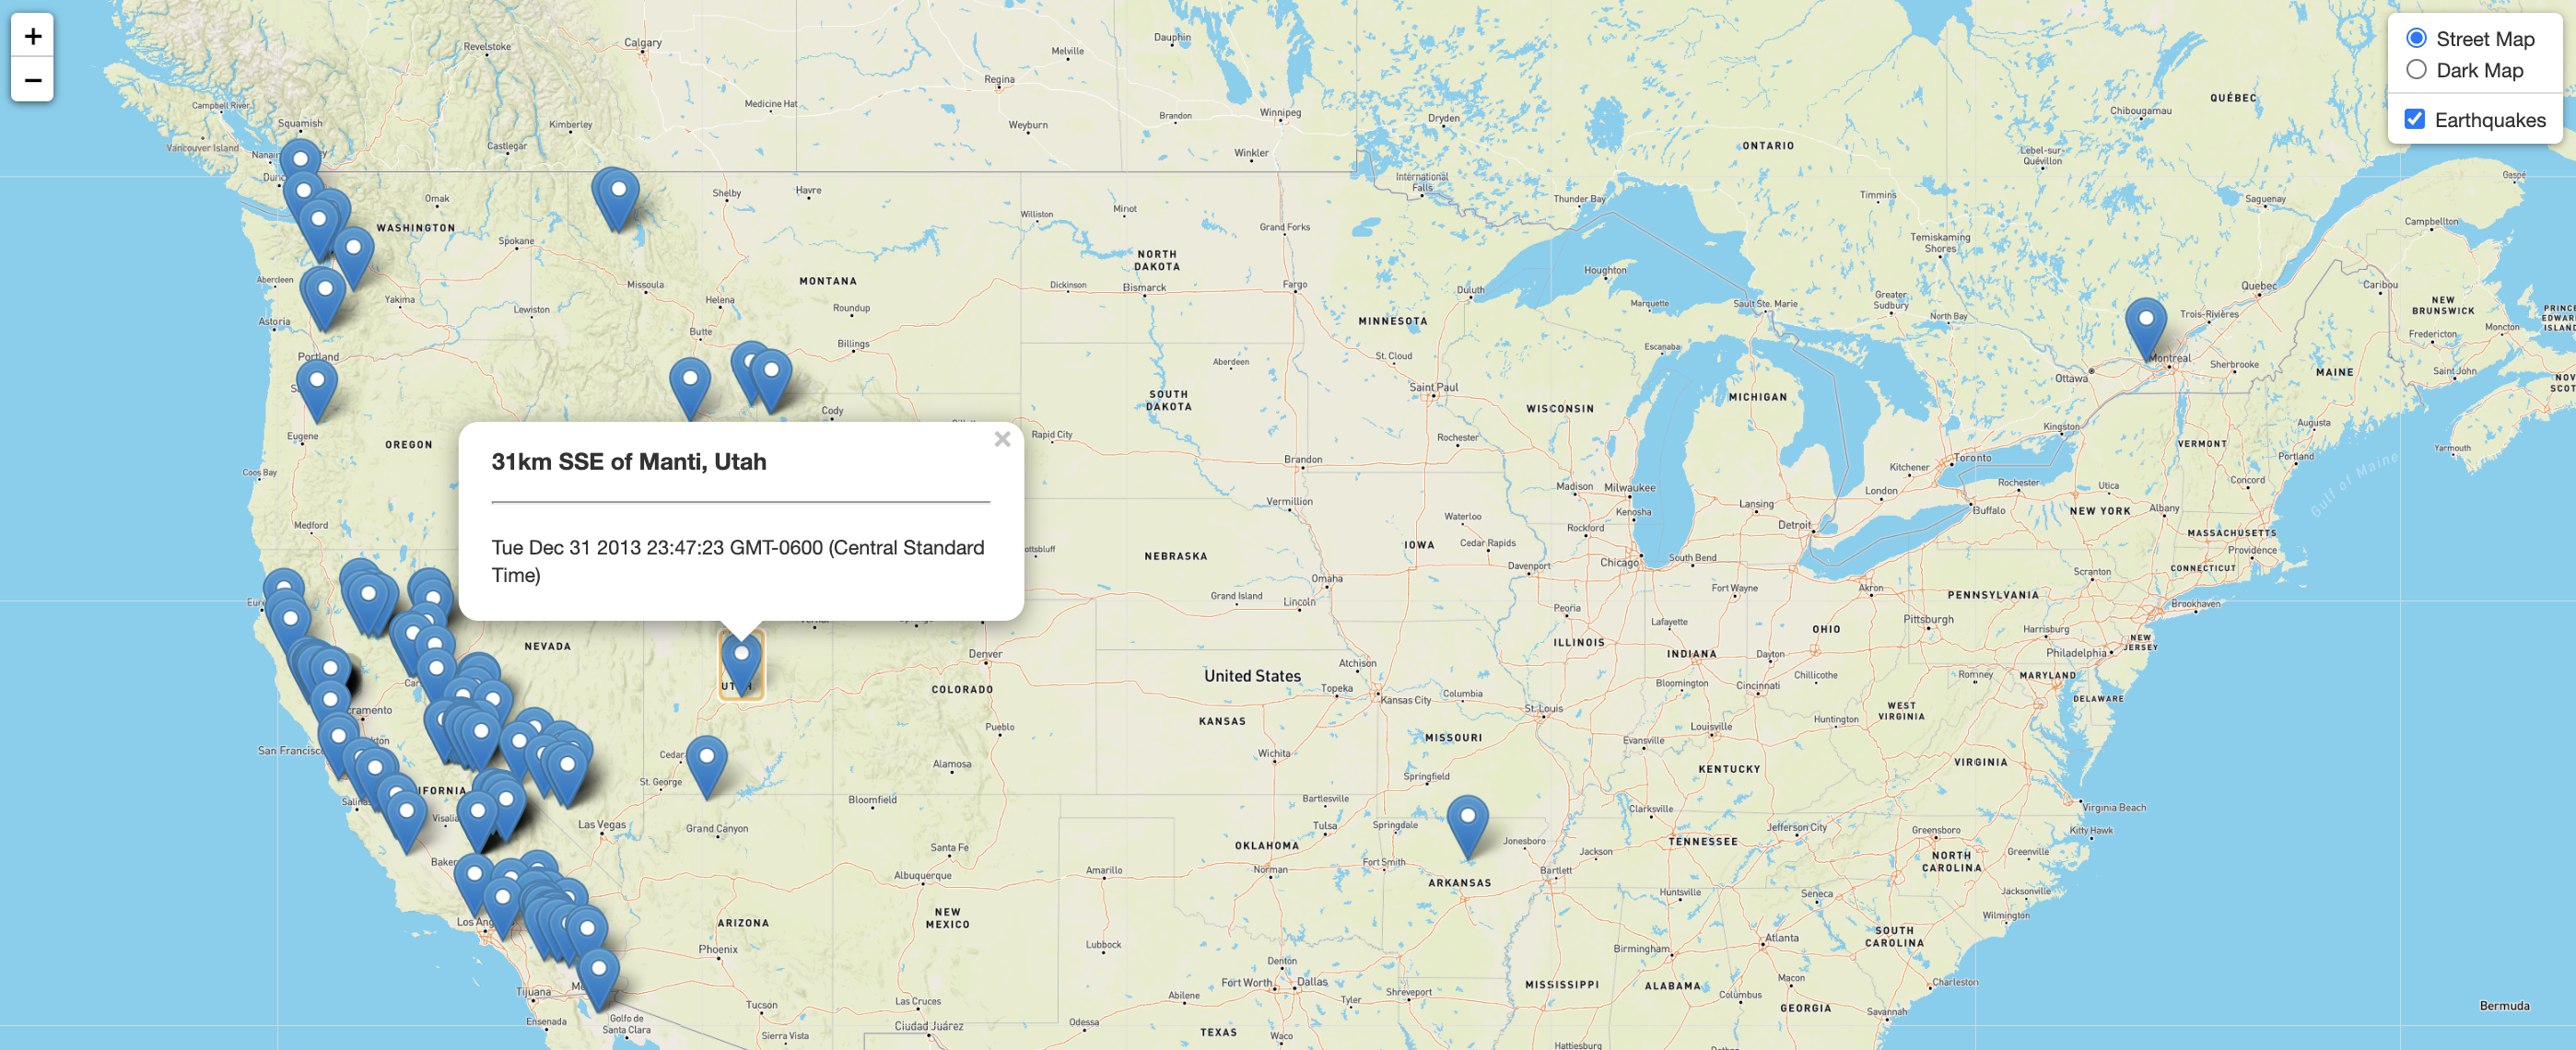 +
−
Street Map
Dark Map
Earthquakes
31km SSE of Manti, Utah
×
Tue Dec 31 2013 23:47:23 GMT-0600 (Central Standard
Time)
Revelstoke
Calgary
Melville
Dauphin
Regina
Medicine Hat
Campbell River
Squamish
Kimberley
Weyburn
Brandon
Winnipeg
Dryden
Chibougamau
QUÉBEC
Vancouver Island
Castlegar
Winkler
ONTARIO
Lebel-sur-
Quévillon
Gaspé
International
Falls
Shelby
Havre
Omak
Williston
Minot
Thunder Bay
Timmins
Saguenay
WASHINGTON
Spokane
Grand Forks
Temiskaming
Shores
Campbellton
NORTH
DAKOTA
Aberdeen
Yakima
Missoula
MONTANA
Helena
Roundup
Dickinson
Bismarck
Fargo
Houghton
Duluth
Marquette
Sault Ste. Marie
Greater
Sudbury
North Bay
Quebec
Caribou
NEW
BRUNSWICK
Trois-Rivières
Moncton
Fredericton
Astoria
Lewiston
Butte
Billings
MINNESOTA
Escanaba
St. Cloud
Portland
Aberdeen
Montreal
Ottawa
Sherbrooke
MAINE
Saint John
Saint Paul
SOUTH
DAKOTA
WISCONSIN
MICHIGAN
Cody
Eugene
OREGON
Rapid City
Rochester
Brandon
Kingston
VERMONT
Augusta
Yarmouth
Toronto
Kitchener
Portland
Gulf of Maine
Coos Bay
Vermillion
Madison
Milwaukee
London
Rochester
Utica
Concord
Kenosha
Lansing
Buffalo
NEW YORK
Albany
Medford
Waterloo
Rockford
Detroit
MASSACHUSETTS
NEBRASKA
IOWA
Cedar Rapids
Providence
Chicago
South Bend
Davenport
Scranton
CONNECTICUT
Omaha
Grand Island
Lincoln
Peoria
Fort Wayne
Akron
PENNSYLVANIA
Brookhaven
Pittsburgh
Lafayette
OHIO
Harrisburg
NEW
JERSEY
NEVADA
Denver
ILLINOIS
INDIANA
Dayton
Philadelphia
Atchison
United States
COLORADO
Topeka
Kansas City
Columbia
Bloomington
Cincinnati
Chillicothe
Romney
MARYLAND
DELAWARE
St. Louis
WEST
VIRGINIA
Huntington
KANSAS
Pueblo
Louisville
MISSOURI
Evansville
San Francisco
Cedar
Wichita
Alamosa
Springfield
KENTUCKY
VIRGINIA
St. George
Bloomfield
Bartlesville
Clarksville
Virginia Beach
Visalia
Las Vegas
Grand Canyon
Tulsa
Springdale
Jefferson City
Greensboro
Kitty Hawk
OKLAHOMA
Jonesboro
TENNESSEE
Santa Fe
Jackson
NORTH
CAROLINA
Greenville
Albuquerque
Amarillo
Norman
Fort Smith
ARKANSAS
Bartlett
Huntsville
Seneca
Jacksonville
ARIZONA
NEW
MEXICO
Wilmington
Phoenix
Lubbock
Birmingham
Atlanta
SOUTH
CAROLINA
Denton
Fort Worth
Dallas
MISSISSIPPI
ALABAMA
Macon
Charleston
Tijuana
Tucson
Las Cruces
Abilene
Tyler
Shreveport
Columbus
GEORGIA
Savannah
Bermuda
Ensenada
Golfo de
Santa Clara
Sierra Vista
Ciudad Juárez
Odessa
TEXAS
Waco
Hattiesburg